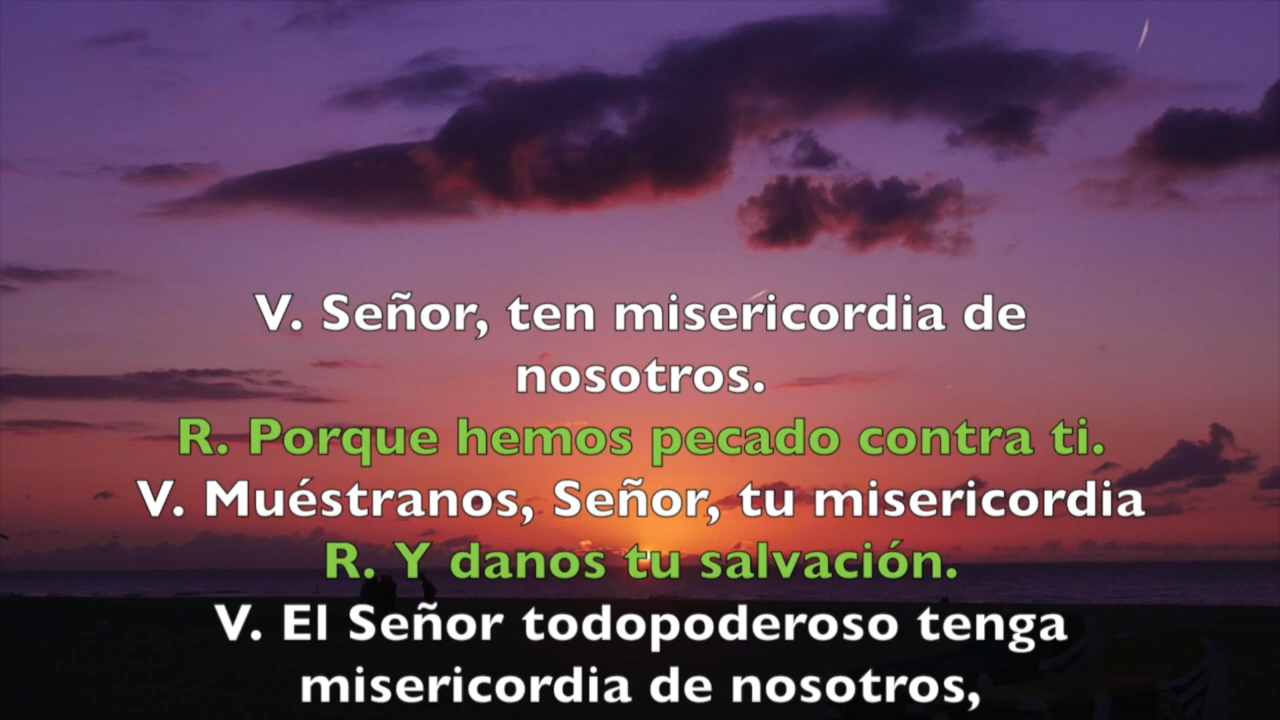 V. Señor, ten misericordia de
nosotros.
R. Porque hemos pecado contra ti.
V. Muéstranos, Señor, tu misericordia
R. Y danos tu salvación.
V. El Señor todopoderoso tenga
misericordia de nosotros,